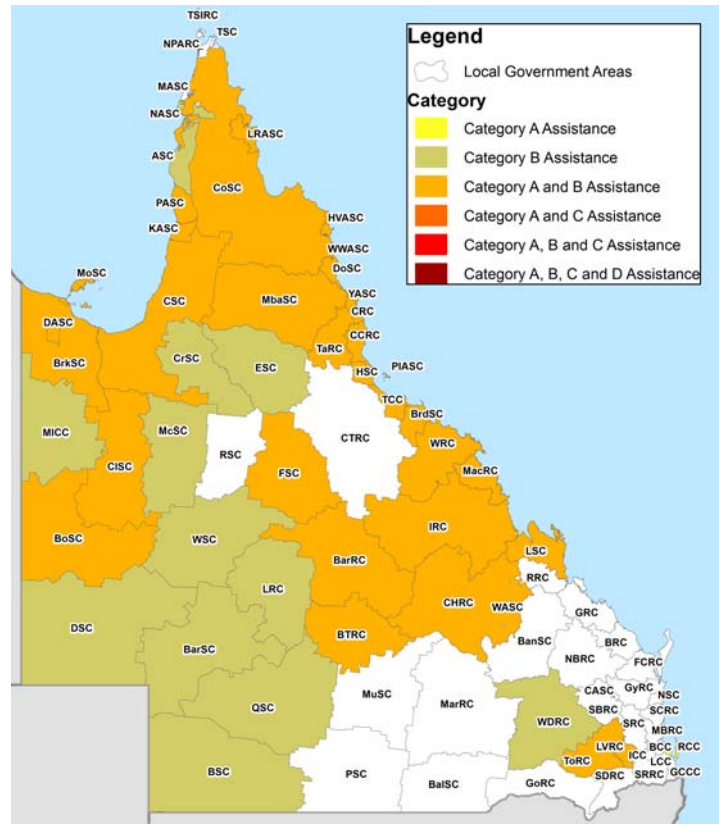 TSIRC
TSC
NPARC
MASC
NASC
LRASC
ASC
CoSC
PASC
KASC
HVASC
WWASC
DoSC
MoSC
CSC
MbaSC
YASC
CRC
DASC
CCRC
TaRC
BrkSC
CrSC
ESC
HSC
PIASC
TCC
BrdSC
MICC
McSC
RSC
CTRC
WRC
CISC
FSC
MacRC
BoSC
WSC
IRC
BarRC
LSC
LRC
RRC
CHRC
WASC
DSC
BarSC
BTRC
GRC
BanSC
BRC
NBRC
FCRC
QSC
MuSC
MarRC
CASC
GyRC
NSC
SBRC
SCRC
WDRC
SRC
MBRC
LVRC
BCC
RCC
ICC
ToRC
LCC
BSC
PSC
BalSC
GoRC
SDRC
SRRC
GCCC
Legend
Local Government Areas
Category
Category A Assistance
Category B Assistance
Category A and B Assistance
Category A and C Assistance
Category A, B and C Assistance
Category A, B, C and D Assistance